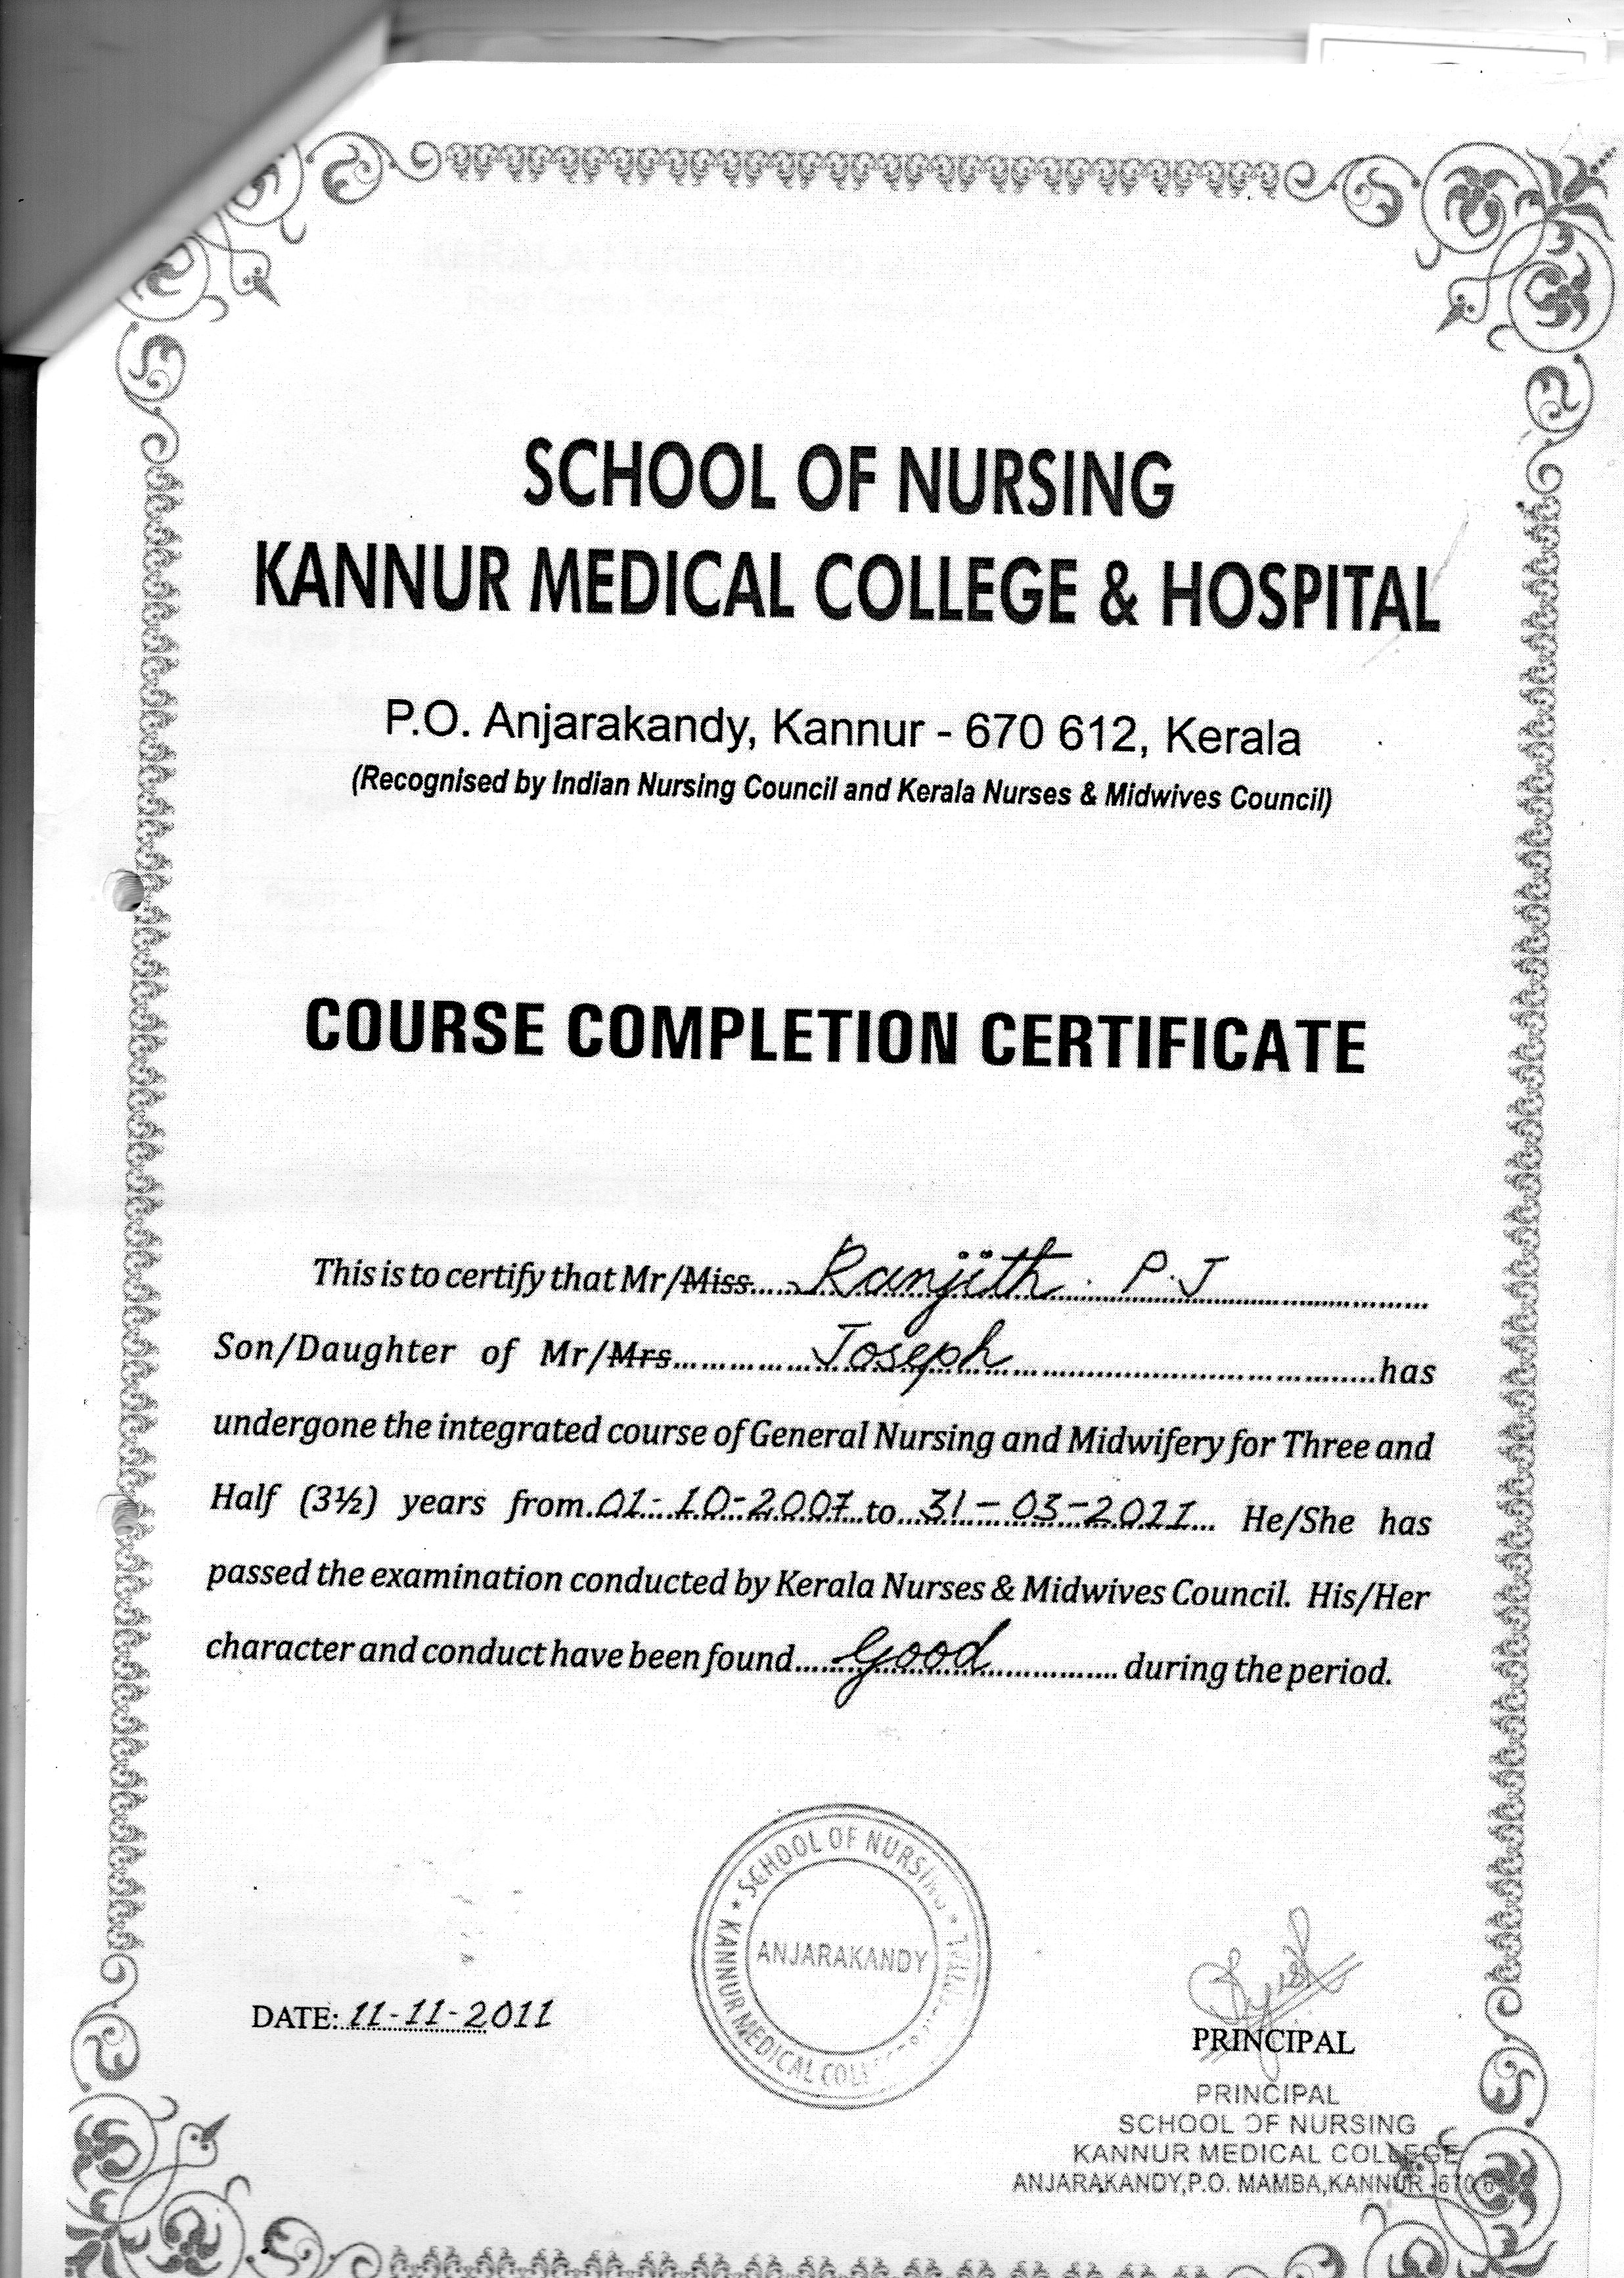 SCHOOL OF NURSING
KANNUR MEDICAL COLLEGE & HOSPITAL
P.O. Anjarakandy, Kannur - 670 612, Kerala
(Recognised by Indian Nursing Council and Kerala Nurses & Midwives Council)
COURSE COMPLETION CERTIFICATE
This is to certify that Mr/Miss..... Ranjith . P.J ..............
Son/Daughter of Mr/Mrs............... Joseph ..............................has
undergone the integrated course of General Nursing and Midwifery for Three and
Half (3½) years from..01-10-2007..to..31-03-2011... He/She has
passed the examination conducted by Kerala Nurses & Midwives Council. His/Her
character and conduct have been found.......Good.............. during the period.
SCHOOL OF NURSING
KANNUR MEDICAL
ANJARAKANDY
DATE: 11-11-2011
PRINCIPAL
PRINCIPAL
SCHOOL OF NURSING
KANNUR MEDICAL COLLEGE
ANJARAKANDY,P.O. MAMBA,KANNUR